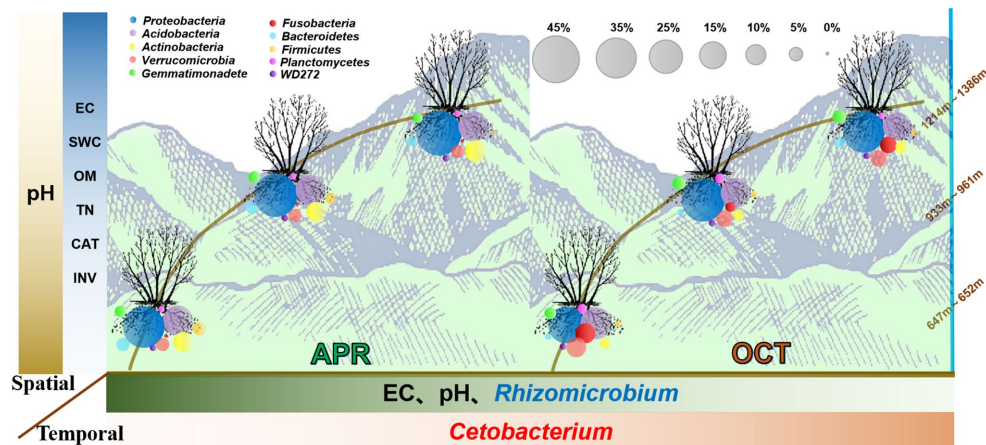 Proteobacteria
Acidobacteria
Actinobacteria
Verrucomicrobia
Gemmatimonadete
Fusobacteria
Bacteroidetes
Firmicutes
Planctomycetes
WD272
45% 35% 25% 15% 10% 5% 0%
pH
EC
SWC
OM
TN
CAT
INV
1214m~1386m
933m~961m
647m~652m
APR
OCT
Spatial
Temporal
EC、pH、Rhizomicrobium
Cetobacterium